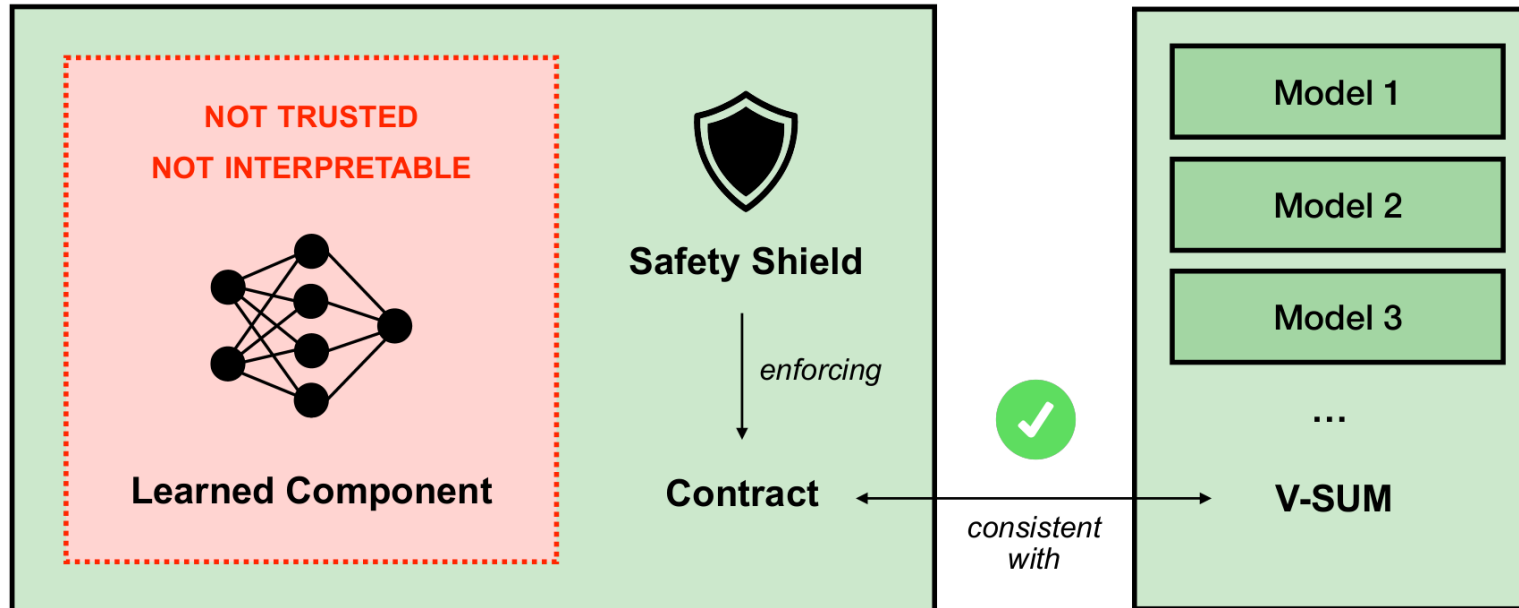 NOT TRUSTED
NOT INTERPRETABLE
Learned Component
Safety Shield
enforcing
Contract
consistent
with
Model 1
Model 2
Model 3
...
V-SUM